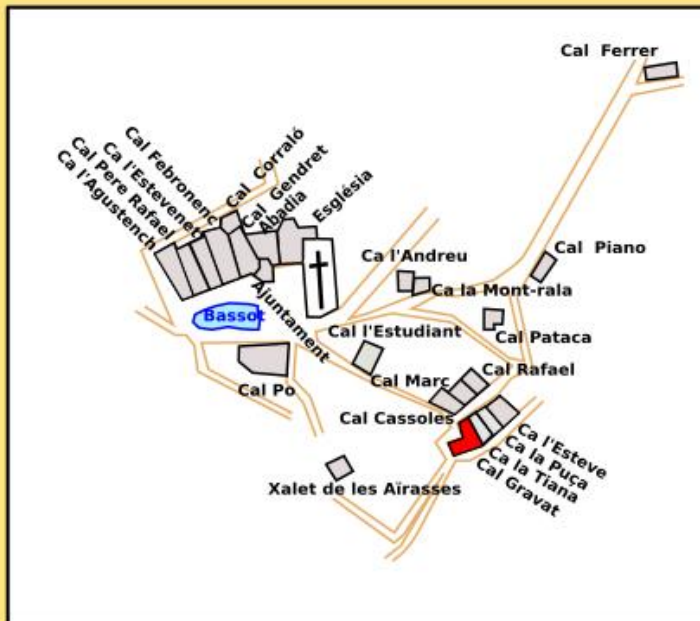 Cal Ferrer
Cal Febronenc
Ca l'Estevenet
Cal Pere Rafael
Ca l'Agustench
Cal Corraló
Cal Gendret
Abadia
Església
Ca l'Andreu
Cal Piano
Ca la Mont-rala
Ajuntament
Bassot
Cal l'Estudiant
Cal Pataca
Cal Po
Cal Marc
Cal Rafael
Cal Cassoles
Ca l'Esteve
Ca la Puça
Ca la Tiana
Cal Gravat
Xalet de les Aïrasses